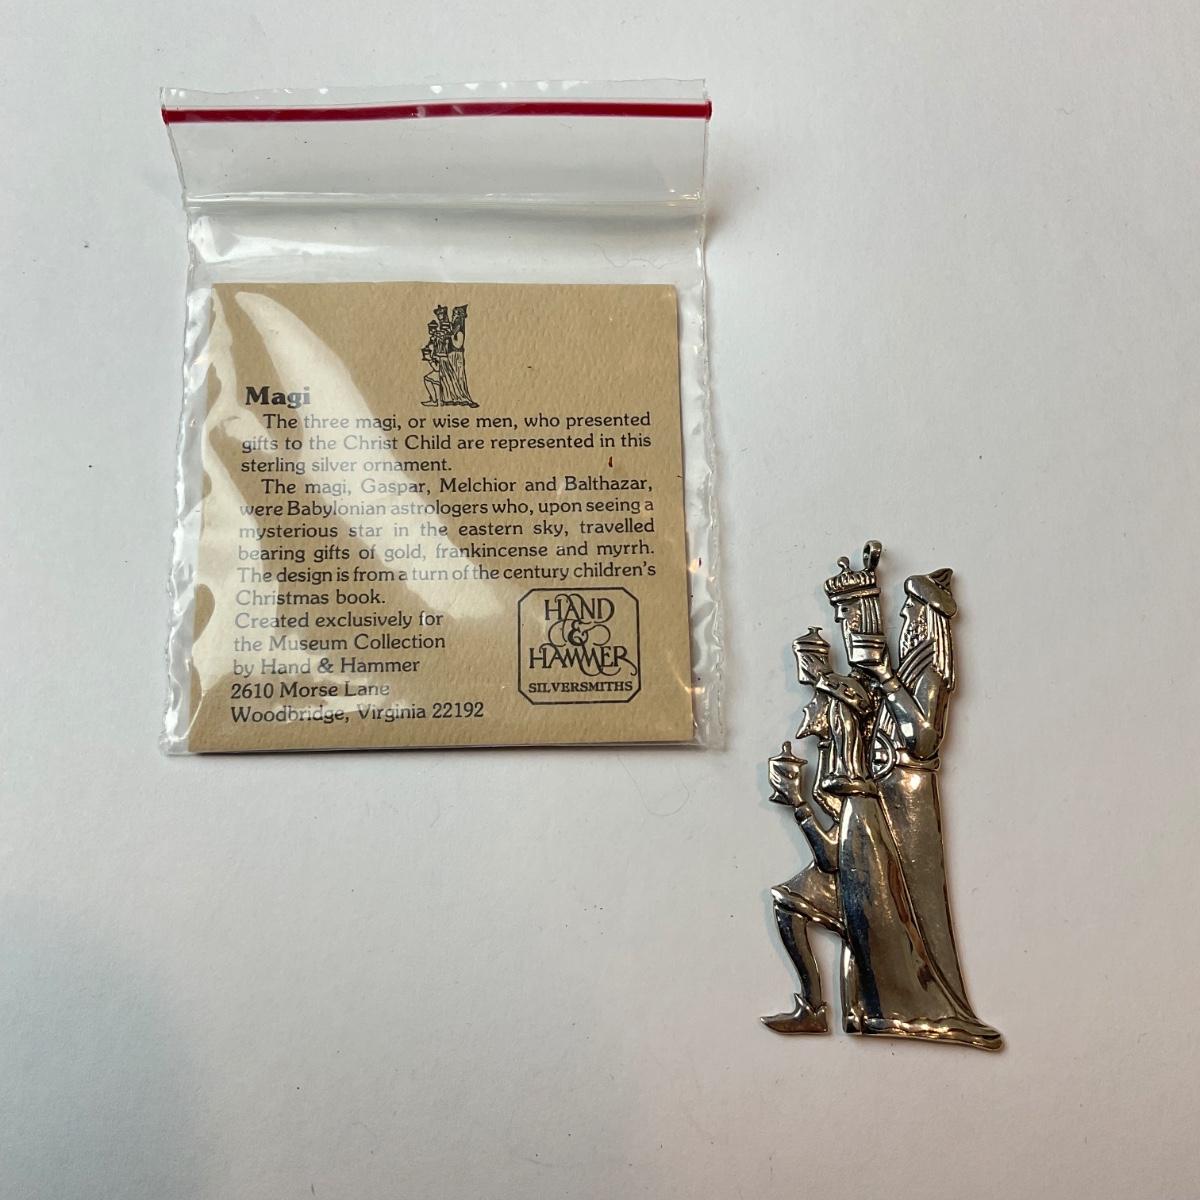 Magi
The three magi, or wise men, who presented
gifts to the Christ Child are represented in this
sterling silver ornament.
The magi, Gaspar, Melchior and Balthazar,
were Babylonian astrologers who, upon seeing a
mysterious star in the eastern sky, travelled
bearing gifts of gold, frankincense and myrrh.
The design is from a turn of the century children's
Christmas book.
Created exclusively for
the Museum Collection
by Hand & Hammer
2610 Morse Lane
Woodbridge, Virginia 22192
HAND
&
HAMMER
SILVERSMITHS